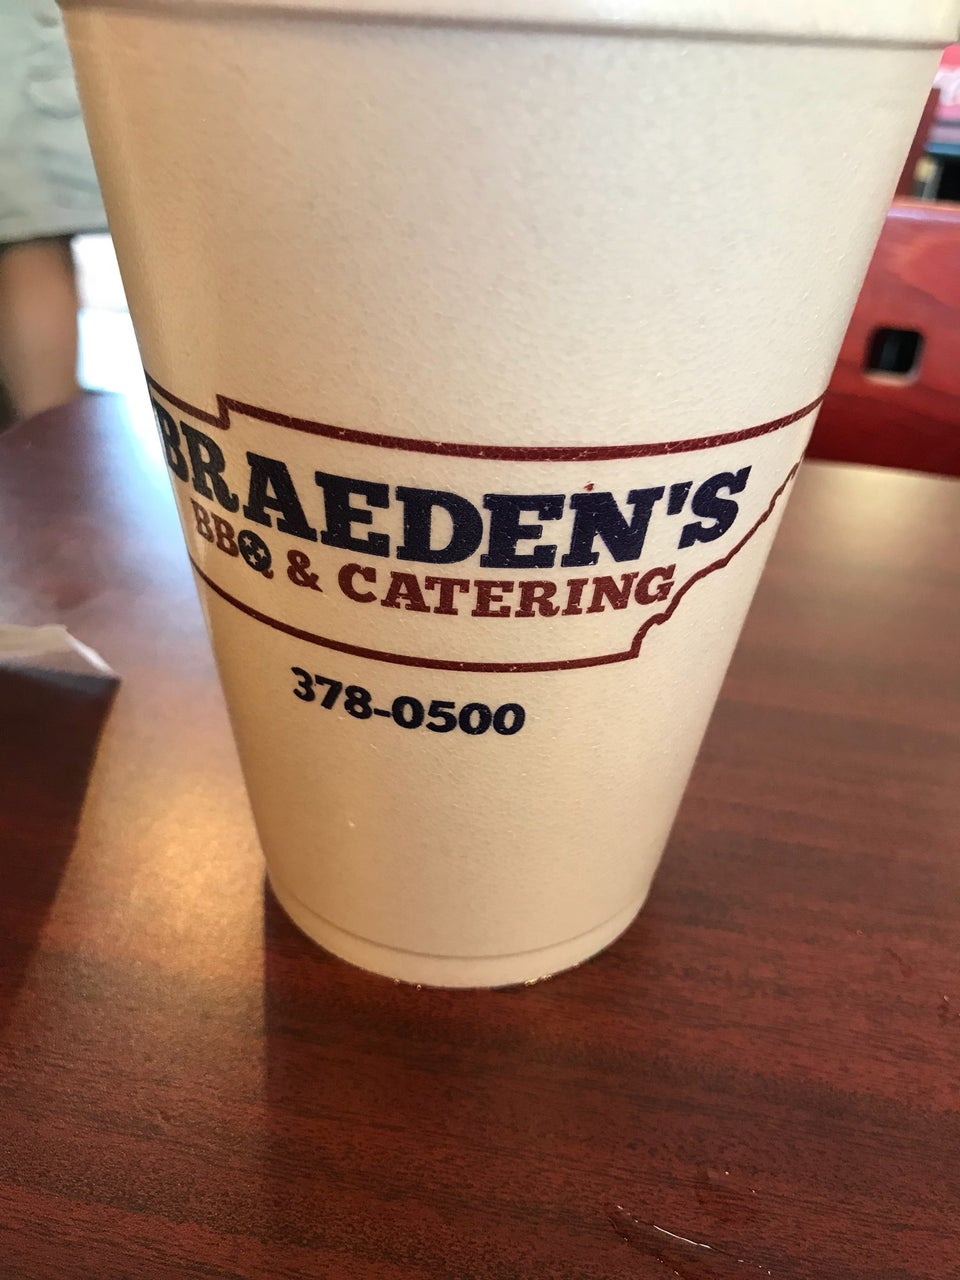 BRAEDEN'S
BBQ & CATERING
378-0500